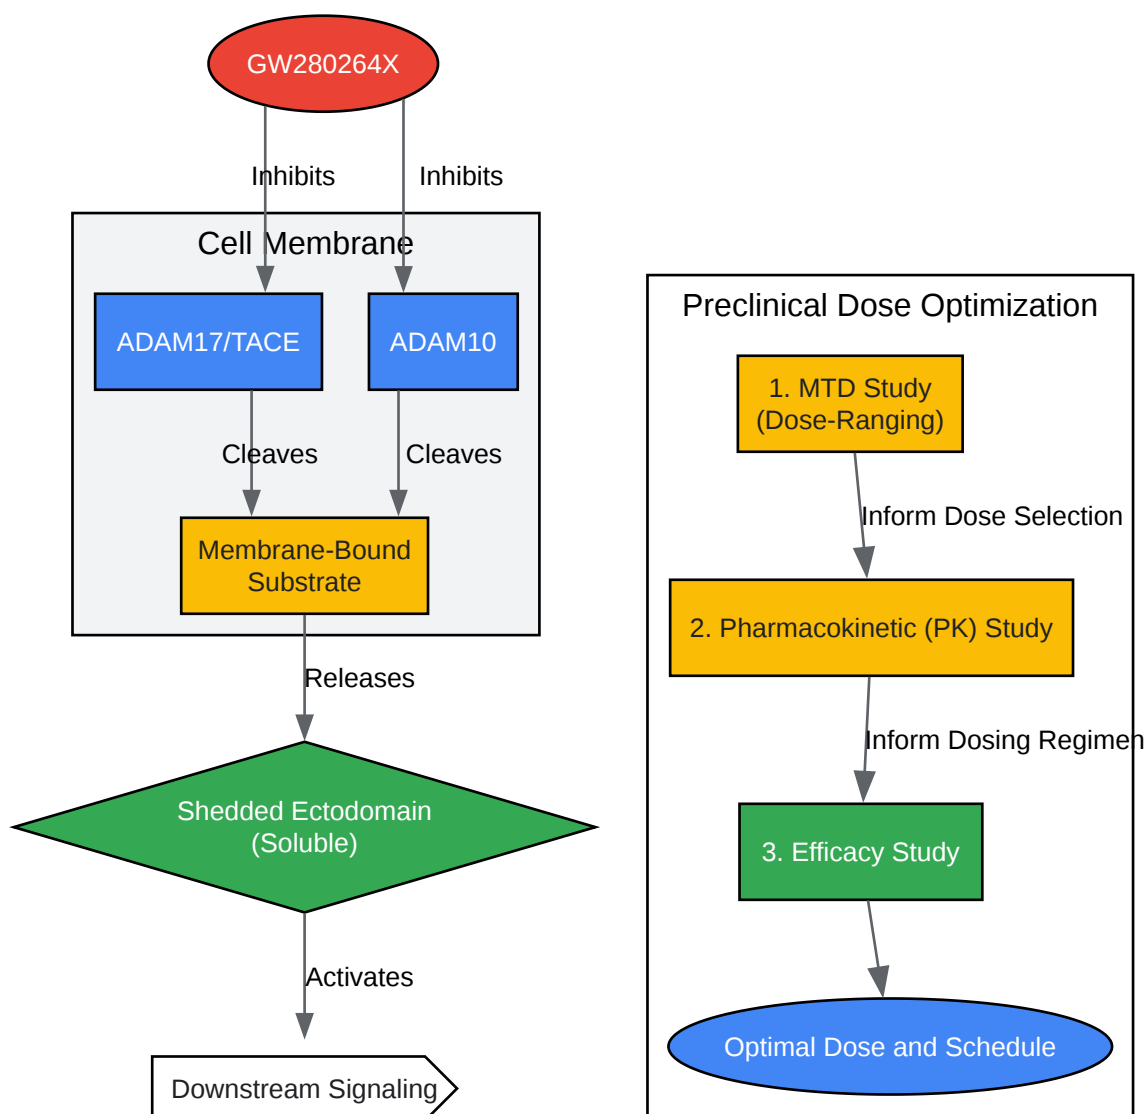 GW280264X
Inhibits
Inhibits
Cell Membrane
ADAM17/TACE
ADAM10
Cleaves
Cleaves
Membrane-Bound
Substrate
Releases
Shedded Ectodomain
(Soluble)
Activates
Downstream Signaling
Preclinical Dose Optimization
1. MTD Study
(Dose-Ranging)
Inform Dose Selection
2. Pharmacokinetic (PK) Study
Inform Dosing Regimen
3. Efficacy Study
Optimal Dose and Schedule